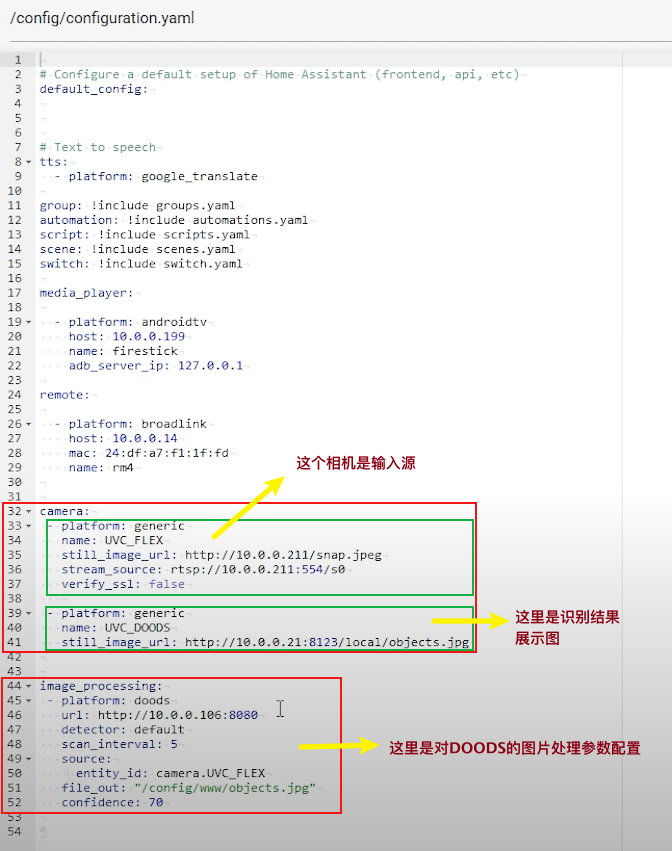 /config/configuration.yaml
1
2 # Configure a default setup of Home Assistant (frontend, api, etc)
3 default_config:
4
5
6
7 # Text to speech
8 tts:
9   - platform: google_translate
10
11 group: !include groups.yaml
12 automation: !include automations.yaml
13 script: !include scripts.yaml
14 scene: !include scenes.yaml
15 switch: !include switch.yaml
16
17 media_player:
18
19   - platform: androidtv
20     host: 10.0.0.199
21     name: firestick
22     adb_server_ip: 127.0.0.1
23
24 remote:
25
26   - platform: broadlink
27     host: 10.0.0.14
28     mac: 24:df:a7:f1:1f:fd
29     name: rm4
这个相机是输入源
30
31
32 camera:
33  - platform: generic
34    name: UVC_FLEX
35    still_image_url: http://10.0.0.211/snap.jpeg
36    stream_source: rtsp://10.0.0.211:554/s0
37    verify_ssl: false
38
39  - platform: generic
40    name: UVC_DOODS
41    still_image_url: http://10.0.0.21:8123/local/objects.jpg
这里是识别结果
展示图
42
43
44 image_processing:
45  - platform: doods
46    url: http://10.0.0.106:8080
47    detector: default
48    scan_interval: 5
这里是对DOODS的图片处理参数配置
49    source:
50      entity_id: camera.UVC_FLEX
51    file_out: "/config/www/objects.jpg"
52    confidence: 70
53
54